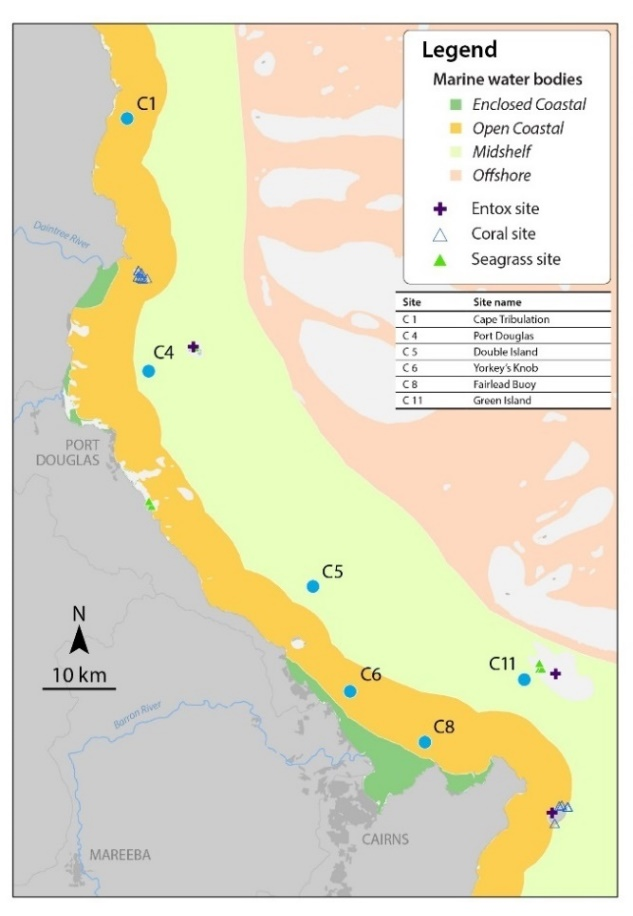 Legend
Marine water bodies
Enclosed Coastal
Open Coastal
Midshelf
Offshore
Entox site
Coral site
Seagrass site
Site Site name
C 1 Cape Tribulation
C 4 Port Douglas
C 5 Double Island
C 6 Yorkey's Knob
C 8 Fairlead Buoy
C 11 Green Island
C1
Daintree River
C4
PORT
DOUGLAS
C5
N
10 km
C11
C6
Barron River
C8
CAIRNS
MAREEBA